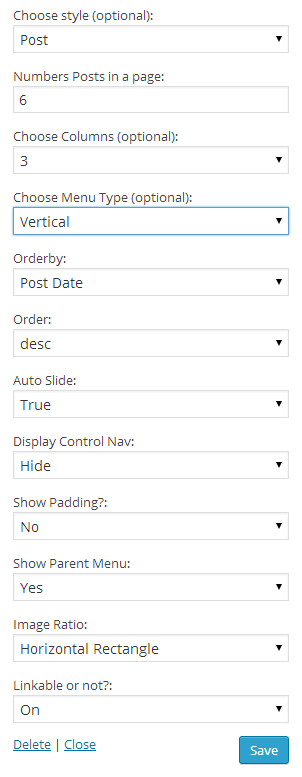 Choose style (optional):
Post
Numbers Posts in a page:
6
Choose Columns (optional):
3
Choose Menu Type (optional):
Vertical
Orderby:
Post Date
Order:
desc
Auto Slide:
True
Display Control Nav:
Hide
Show Padding?:
No
Show Parent Menu:
Yes
Image Ratio:
Horizontal Rectangle
Linkable or not?:
On
Delete | Close Save